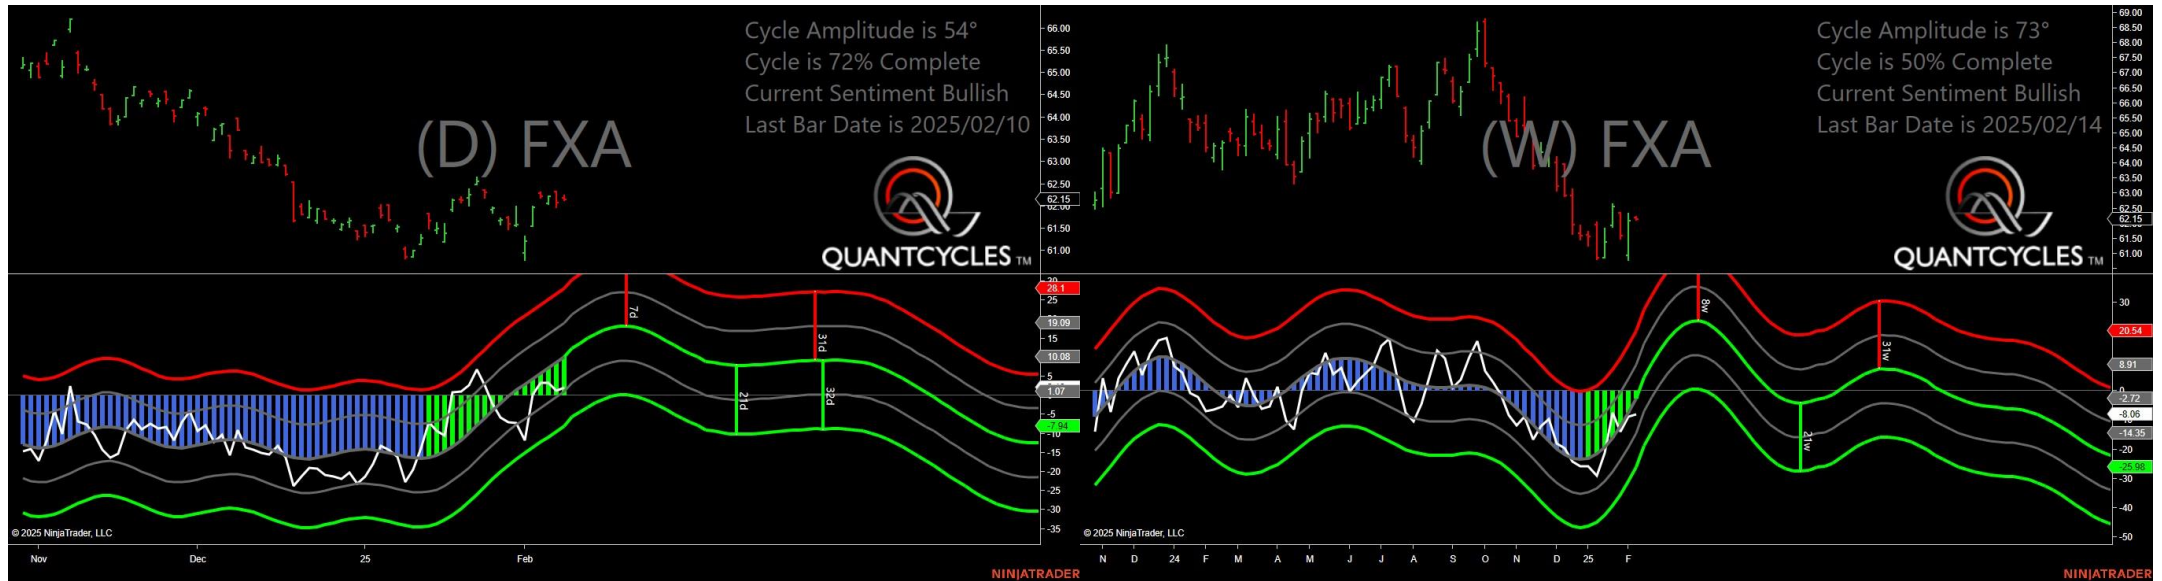 Cycle Amplitude is 54°
Cycle is 72% Complete
Current Sentiment Bullish
Last Bar Date is 2025/02/10
(D) FXA
QUANTCYCLES TM
66.00
65.50
65.00
64.50
64.00
63.50
63.00
62.50
62.15
61.50
61.00
7d
21d
31d
32d
28.1
25
19.09
15
10.08
5
1.07
-5
-7.94
-15
-20
-25
-30
-35
© 2025 NinjaTrader, LLC
Nov Dec 25 Feb
NINJATRADER
Cycle Amplitude is 73°
Cycle is 50% Complete
Current Sentiment Bullish
Last Bar Date is 2025/02/14
(W) FXA
QUANTCYCLES TM
69.00
68.50
68.00
67.50
67.00
66.50
66.00
65.50
65.00
64.50
64.00
63.50
63.00
62.50
62.15
61.50
61.00
8w
21w
31w
30
20.54
8.91
0
-2.72
-8.06
-14.35
-20
-25.98
-30
-40
-50
© 2025 NinjaTrader, LLC
N D 24 F M A M J J A S O N D 25 F
NINJATRADER